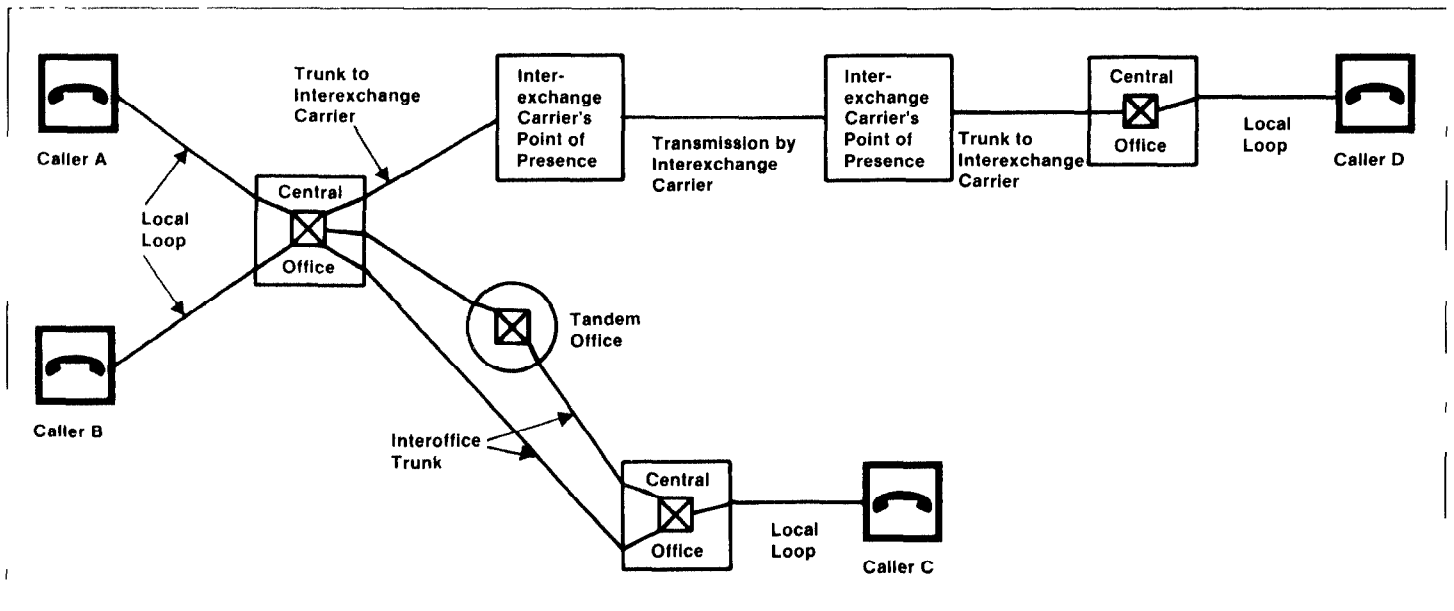 Caller A
Trunk to
Interexchange
Carrier
Inter-
exchange
Carrier's
Point of
Presence
Transmission by
Interexchange
Carrier
Inter-
exchange
Carrier's
Point of
Presence
Trunk to
Interexchange
Carrier
Central
Office
Local
Loop
Caller D
Local
Loop
Central
Office
Caller B
Tandem
Office
Interoffice
Trunk
Central
Office
Local
Loop
Caller C